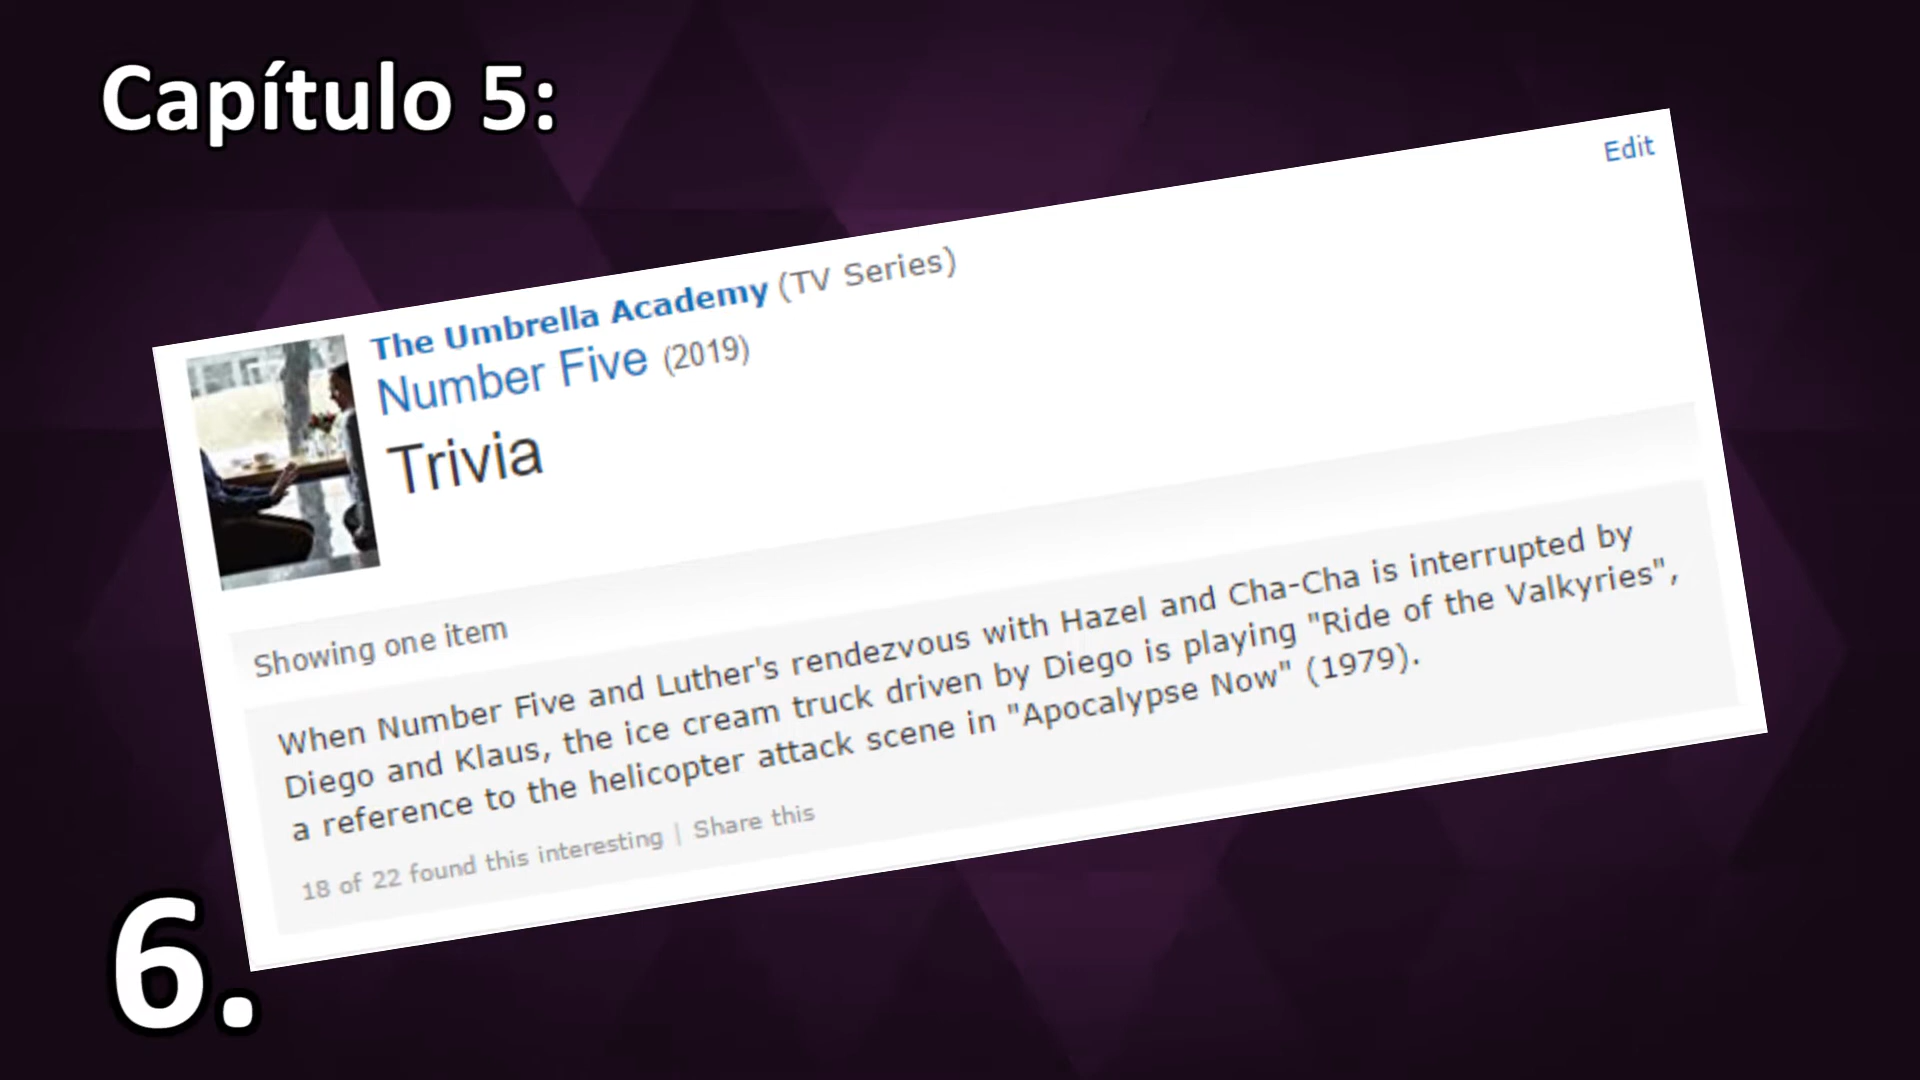 Capítulo 5:
Edit
The Umbrella Academy (TV Series)
Number Five (2019)
Trivia
Showing one item
When Number Five and Luther's rendezvous with Hazel and Cha-Cha is interrupted by
Diego and Klaus, the ice cream truck driven by Diego is playing "Ride of the Valkyries",
a reference to the helicopter attack scene in "Apocalypse Now" (1979).
18 of 22 found this interesting | Share this
6.